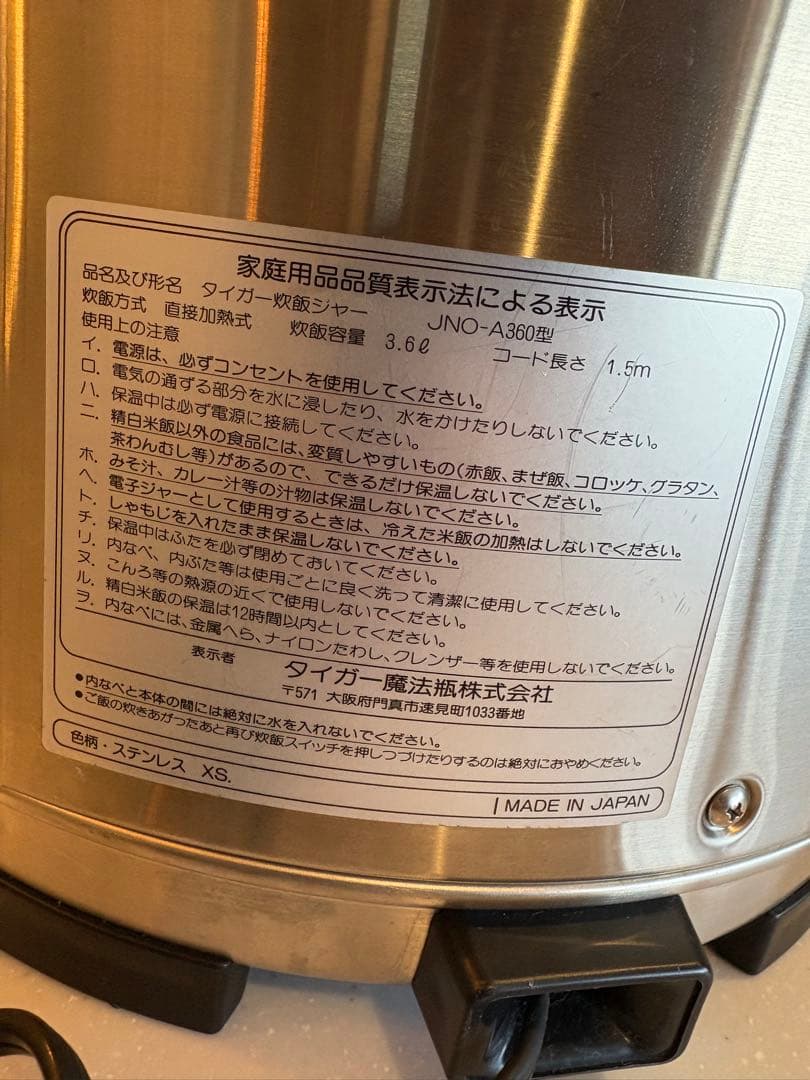 家庭用品品質表示法による表示
品名及び形名 タイガー炊飯ジャー JNO-A360型
炊飯方式 直接加熱式 炊飯容量 3.6ℓ コード長さ 1.5m
使用上の注意
イ. 電源は、必ずコンセントを使用してください。
ロ. 電気の通ずる部分を水に浸したり、水をかけたりしないでください。
ハ. 保温中は必ず電源に接続してください。
ニ. 精白米飯以外の食品には、変質しやすいもの(赤飯、まぜ飯、コロッケ、グラタン、
茶わんむし等)があるので、できるだけ保温しないでください。
ホ. みそ汁、カレー汁等の汁物は保温しないでください。
ヘ. 電子ジャーとして使用するときは、冷えた米飯の加熱はしないでください。
ト. しゃもじを入れたまま保温しないでください。
チ. 保温中はふたを必ず閉めておいてください。
リ. 内なべ、内ぶた等は使用ごとに良く洗って清潔に使用してください。
ヌ. こんろ等の熱源の近くで使用しないでください。
ル. 精白米飯の保温は12時間以内としてください。
ヲ. 内なべには、金属へら、ナイロンたわし、クレンザー等を使用しないでください。
表示者 タイガー魔法瓶株式会社
〒571 大阪府門真市速見町1033番地
●内なべと本体の間には絶対に水を入れないでください。
●ご飯の炊きあがったあと再び炊飯スイッチを押しつづけたりするのは絶対におやめください。
色柄・ステンレス XS.
MADE IN JAPAN